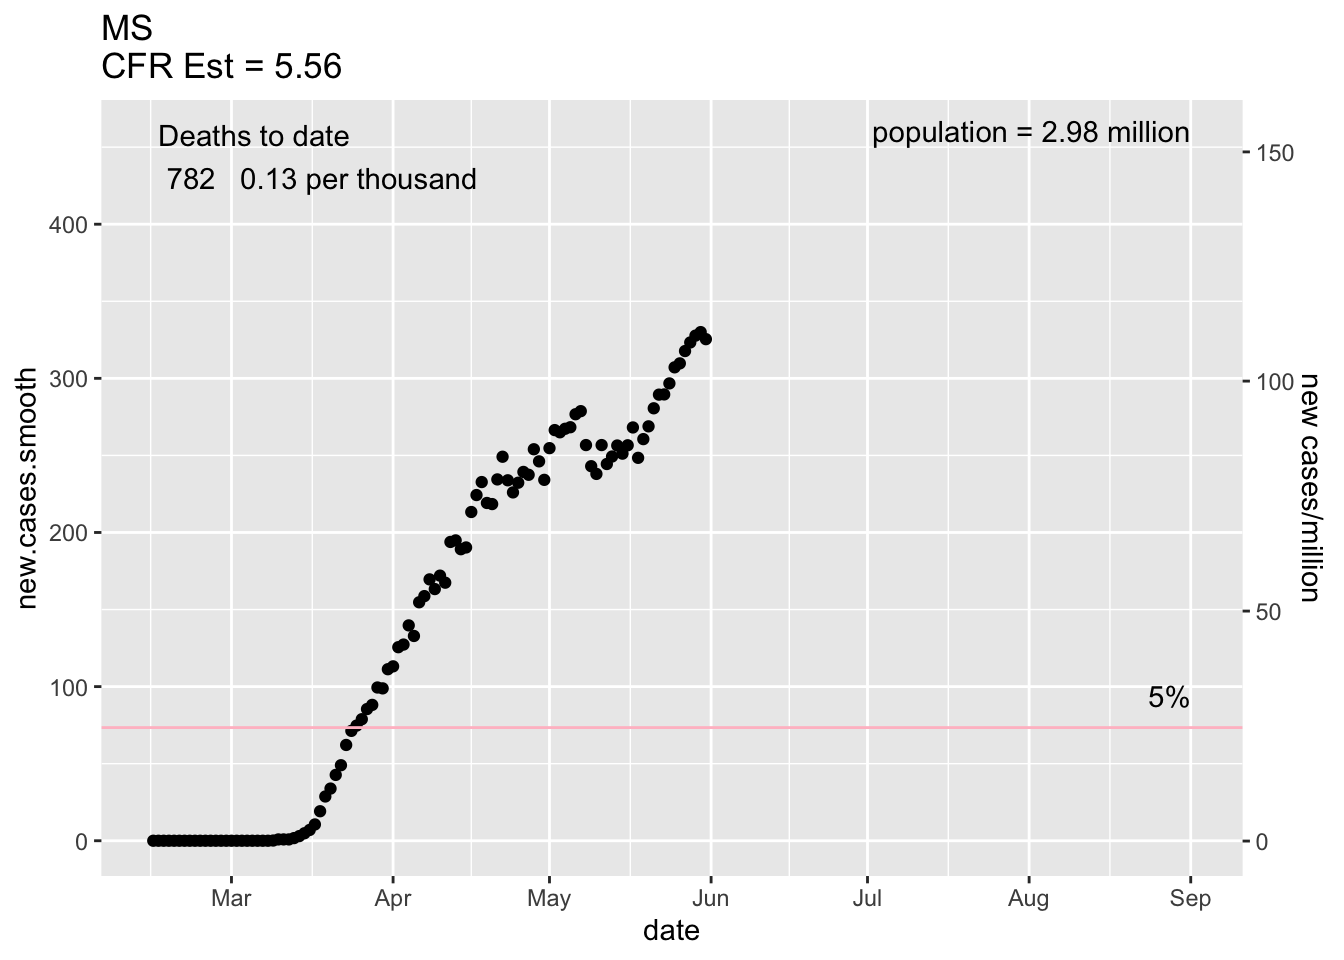 MS
CFR Est = 5.56
Deaths to date
782 0.13 per thousand
population = 2.98 million
5%
new.cases.smooth
400
300
200
100
0
150
100
50
0
new cases/million
Mar Apr May Jun Jul Aug Sep
date